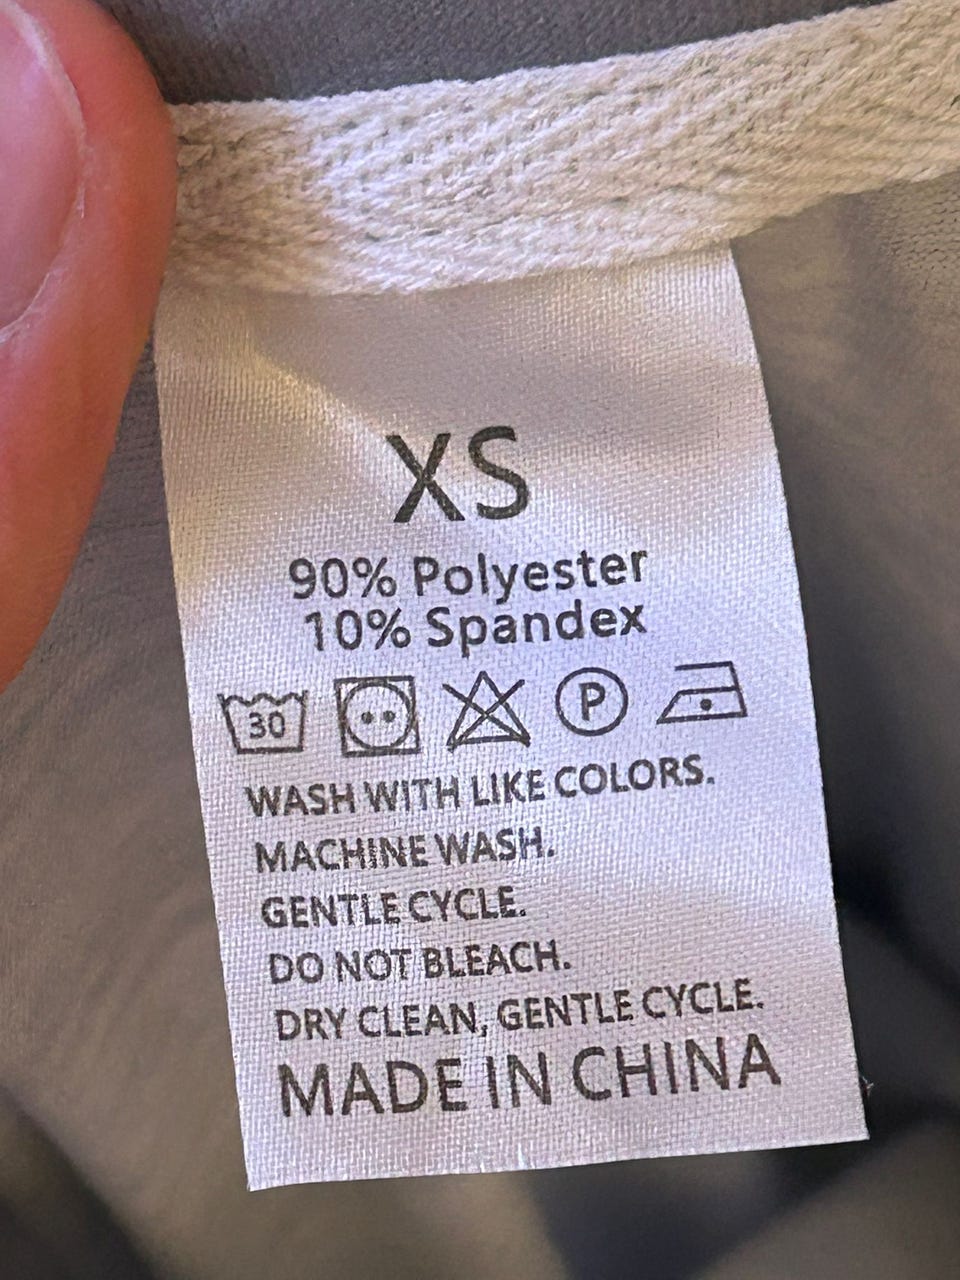 XS
90% Polyester
10% Spandex
30 P
WASH WITH LIKE COLORS.
MACHINE WASH.
GENTLE CYCLE.
DO NOT BLEACH.
DRY CLEAN, GENTLE CYCLE.
MADE IN CHINA